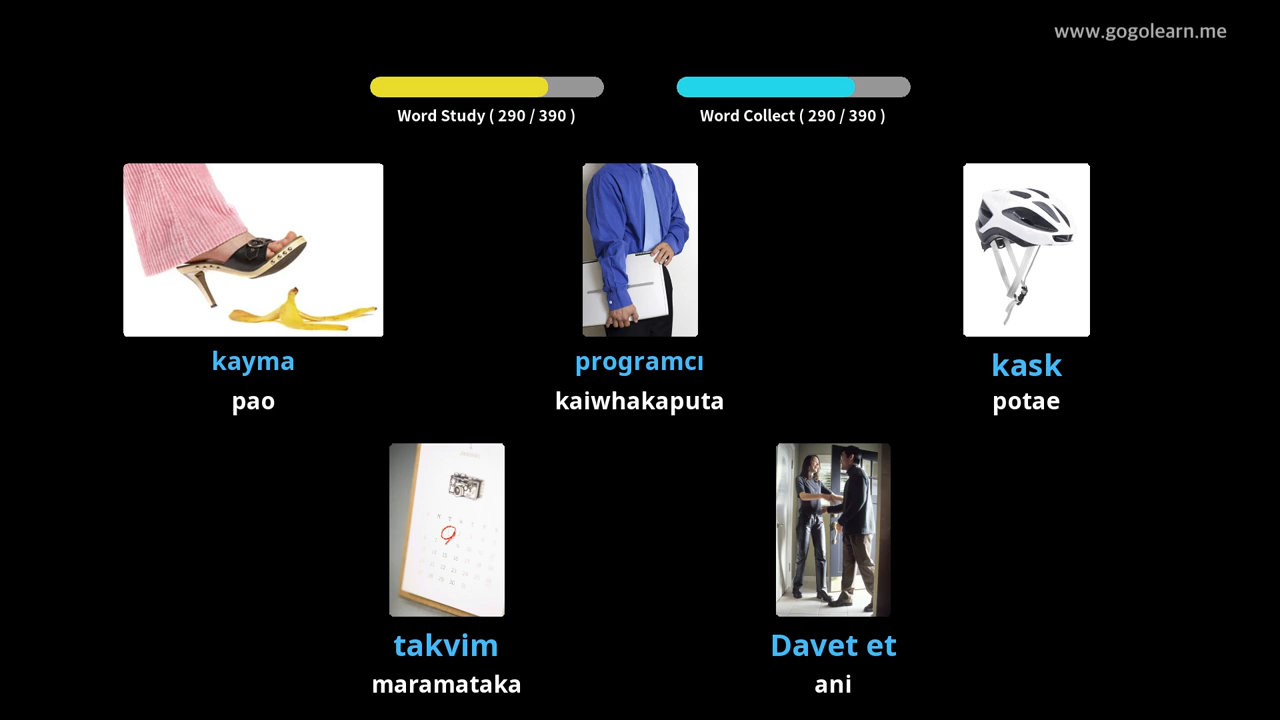 www.gogolearn.me
Word Study ( 290 / 390 )
Word Collect ( 290 / 390 )
kayma
pao
programcı
kaiwhakaputa
kask
potae
takvim
maramataka
Davet et
ani